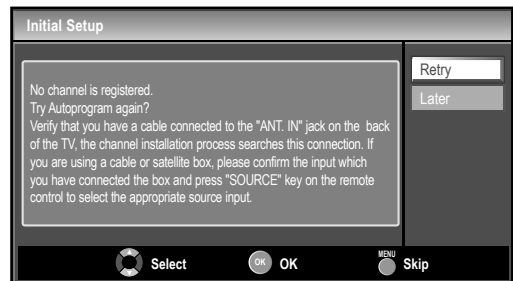 Initial Setup
No channel is registered.
Try Autoprogram again?
Verify that you have a cable connected to the "ANT. IN" jack on the back
of the TV, the channel installation process searches this connection. If
you are using a cable or satellite box, please confirm the input which
you have connected the box and press "SOURCE" key on the remote
control to select the appropriate source input.
Retry
Later
Select
OK OK
MENU Skip